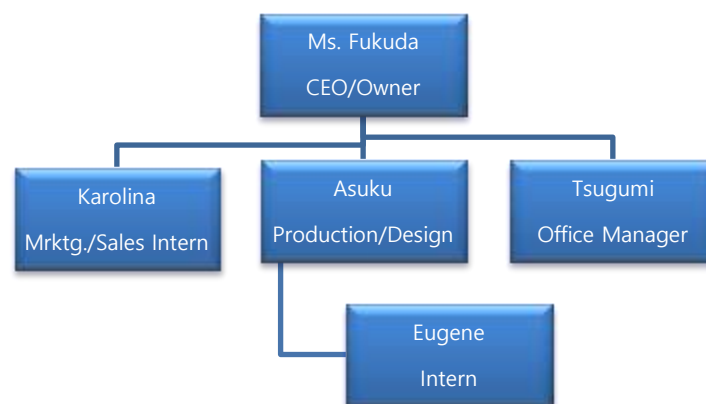 Ms. Fukuda
CEO/Owner
Karolina
Mrktg./Sales Intern
Asuku
Production/Design
Tsugumi
Office Manager
Eugene
Intern